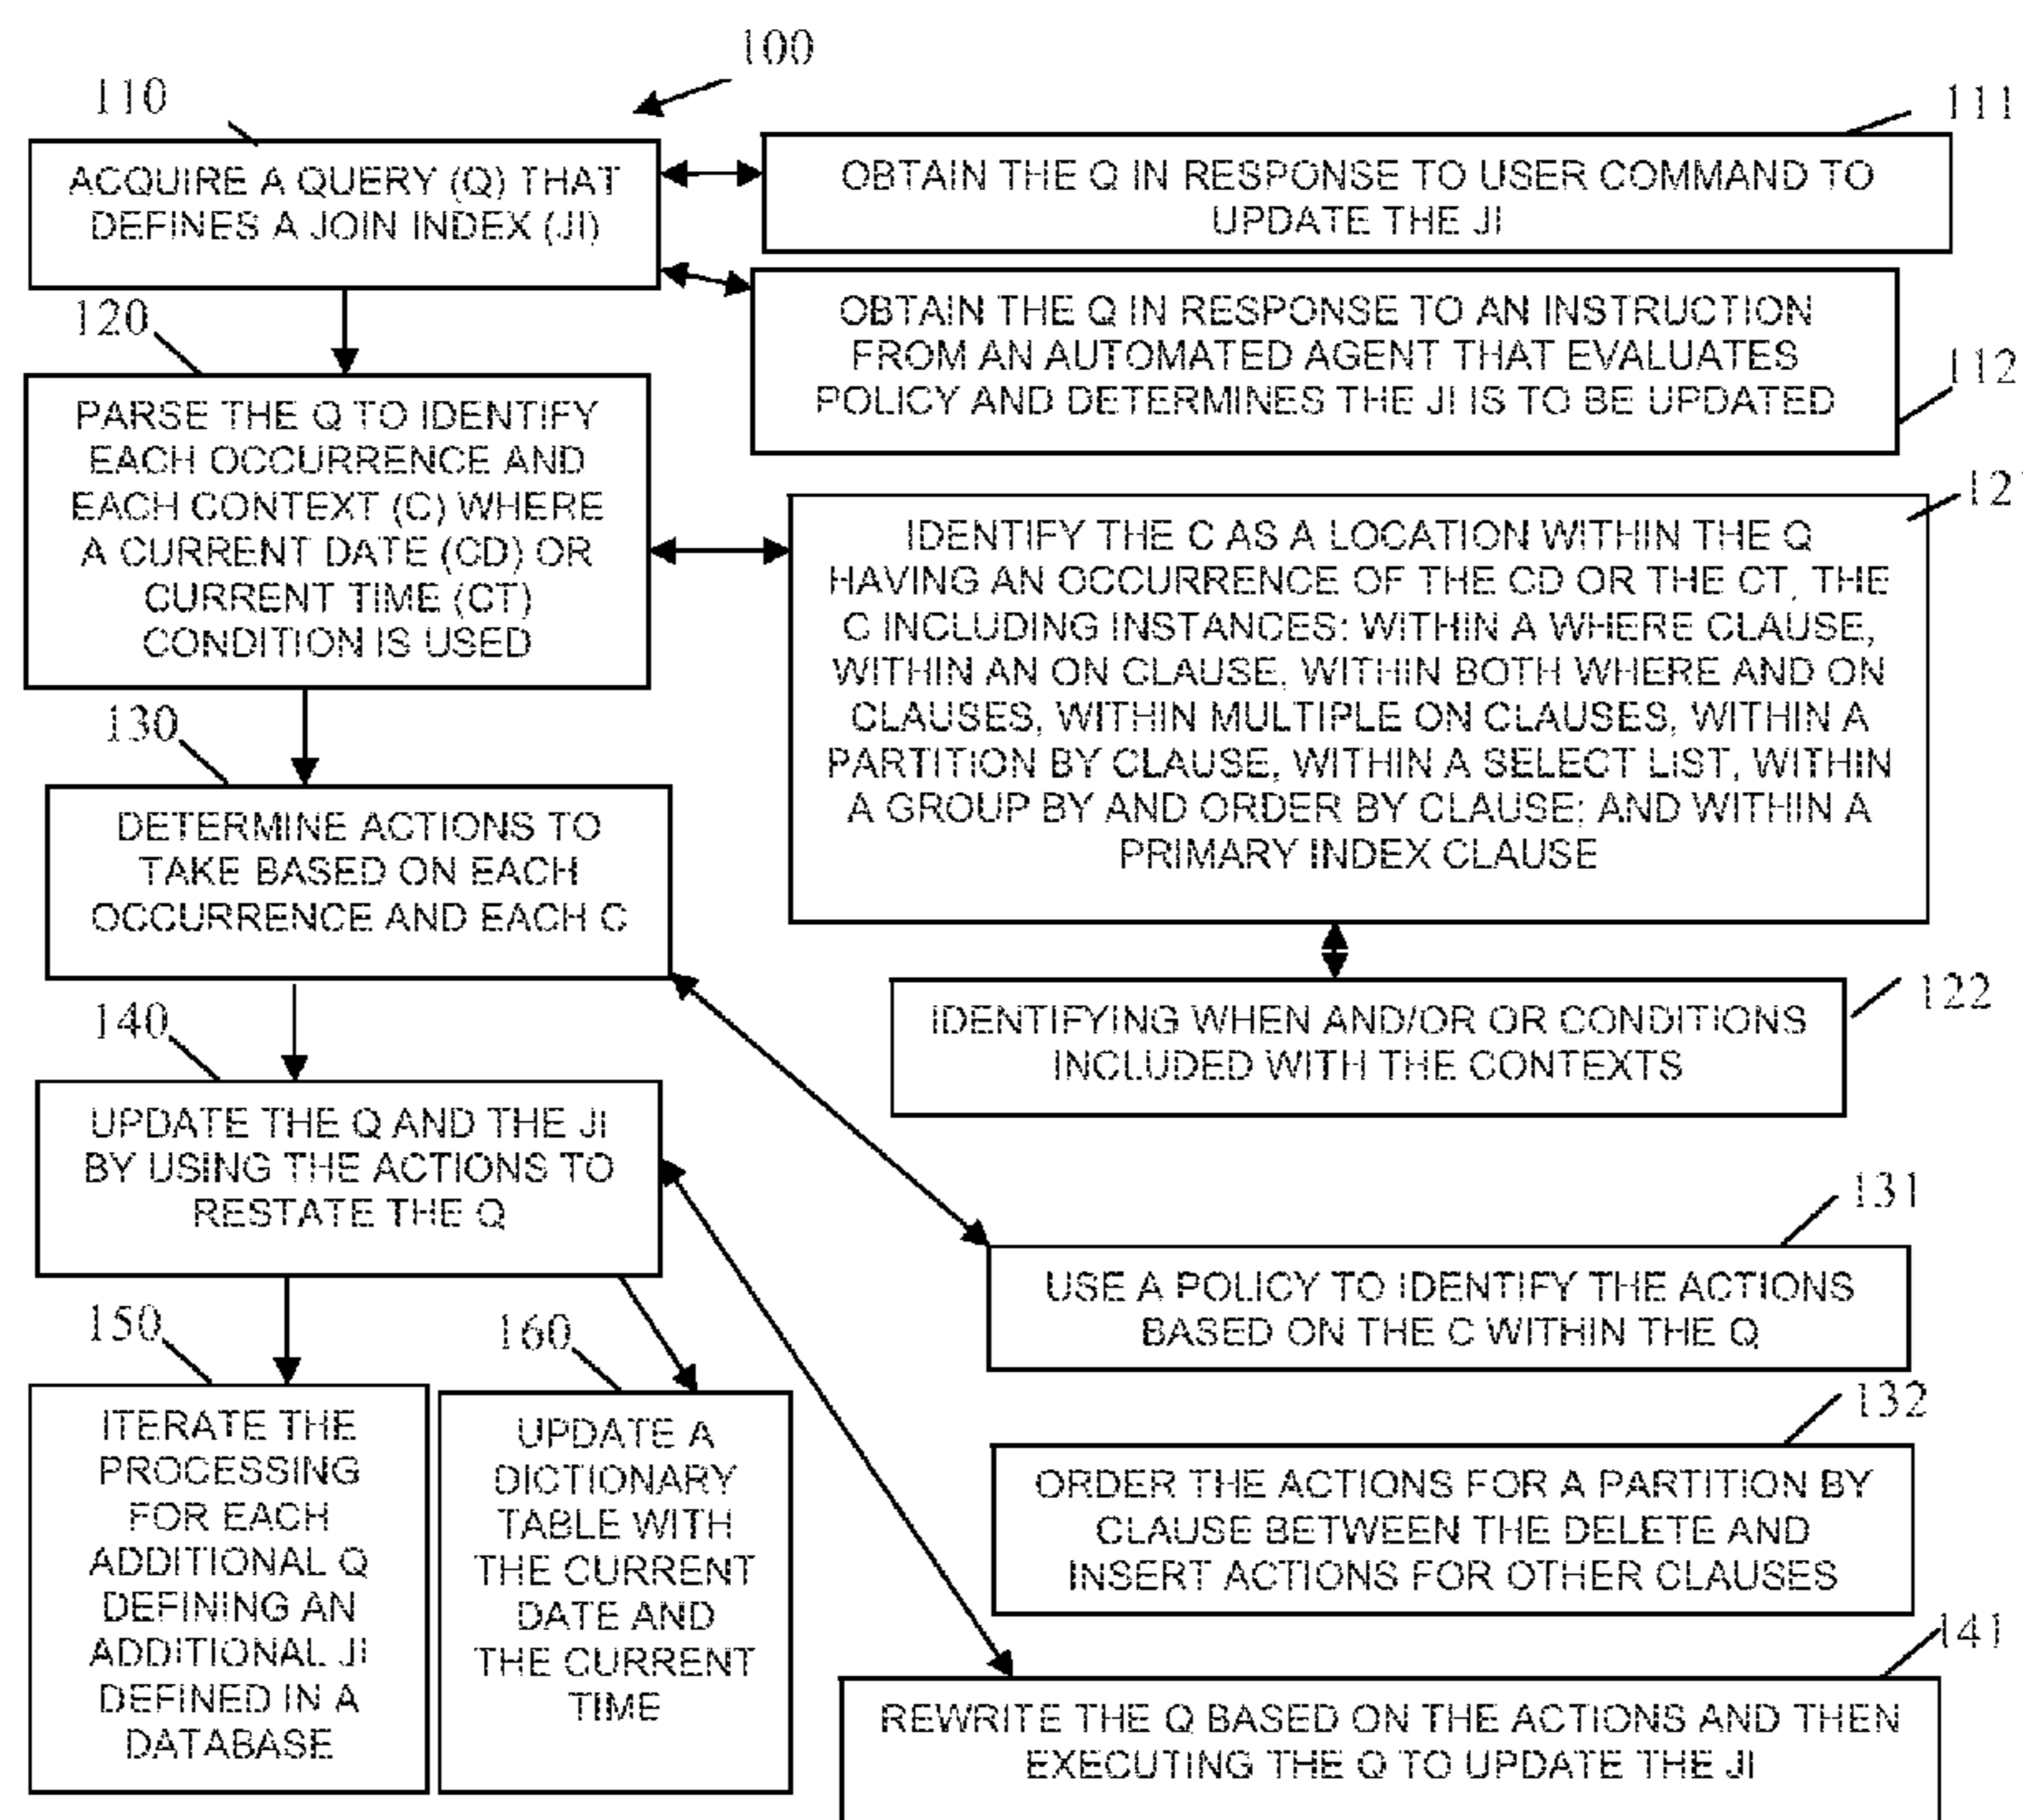 100
110
ACQUIRE A QUERY (Q) THAT
DEFINES A JOIN INDEX (JI)
111
OBTAIN THE Q IN RESPONSE TO USER COMMAND TO
UPDATE THE JI
112
OBTAIN THE Q IN RESPONSE TO AN INSTRUCTION
FROM AN AUTOMATED AGENT THAT EVALUATES
POLICY AND DETERMINES THE JI IS TO BE UPDATED
120
PARSE THE Q TO IDENTIFY
EACH OCCURRENCE AND
EACH CONTEXT (C) WHERE
A CURRENT DATE (CD) OR
CURRENT TIME (CT)
CONDITION IS USED
121
IDENTIFY THE C AS A LOCATION WITHIN THE Q
HAVING AN OCCURRENCE OF THE CD OR THE CT, THE
C INCLUDING INSTANCES: WITHIN A WHERE CLAUSE,
WITHIN AN ON CLAUSE, WITHIN BOTH WHERE AND ON
CLAUSES, WITHIN MULTIPLE ON CLAUSES, WITHIN A
PARTITION BY CLAUSE, WITHIN A SELECT LIST, WITHIN
A GROUP BY AND ORDER BY CLAUSE; AND WITHIN A
PRIMARY INDEX CLAUSE
122
IDENTIFYING WHEN AND/OR OR CONDITIONS
INCLUDED WITH THE CONTEXTS
130
DETERMINE ACTIONS TO
TAKE BASED ON EACH
OCCURRENCE AND EACH C
131
USE A POLICY TO IDENTIFY THE ACTIONS
BASED ON THE C WITHIN THE Q
132
ORDER THE ACTIONS FOR A PARTITION BY
CLAUSE BETWEEN THE DELETE AND
INSERT ACTIONS FOR OTHER CLAUSES
140
UPDATE THE Q AND THE JI
BY USING THE ACTIONS TO
RESTATE THE Q
141
REWRITE THE Q BASED ON THE ACTIONS AND THEN
EXECUTING THE Q TO UPDATE THE JI
150
ITERATE THE
PROCESSING
FOR EACH
ADDITIONAL Q
DEFINING AN
ADDITIONAL JI
DEFINED IN A
DATABASE
160
UPDATE A
DICTIONARY
TABLE WITH
THE CURRENT
DATE AND
THE CURRENT
TIME